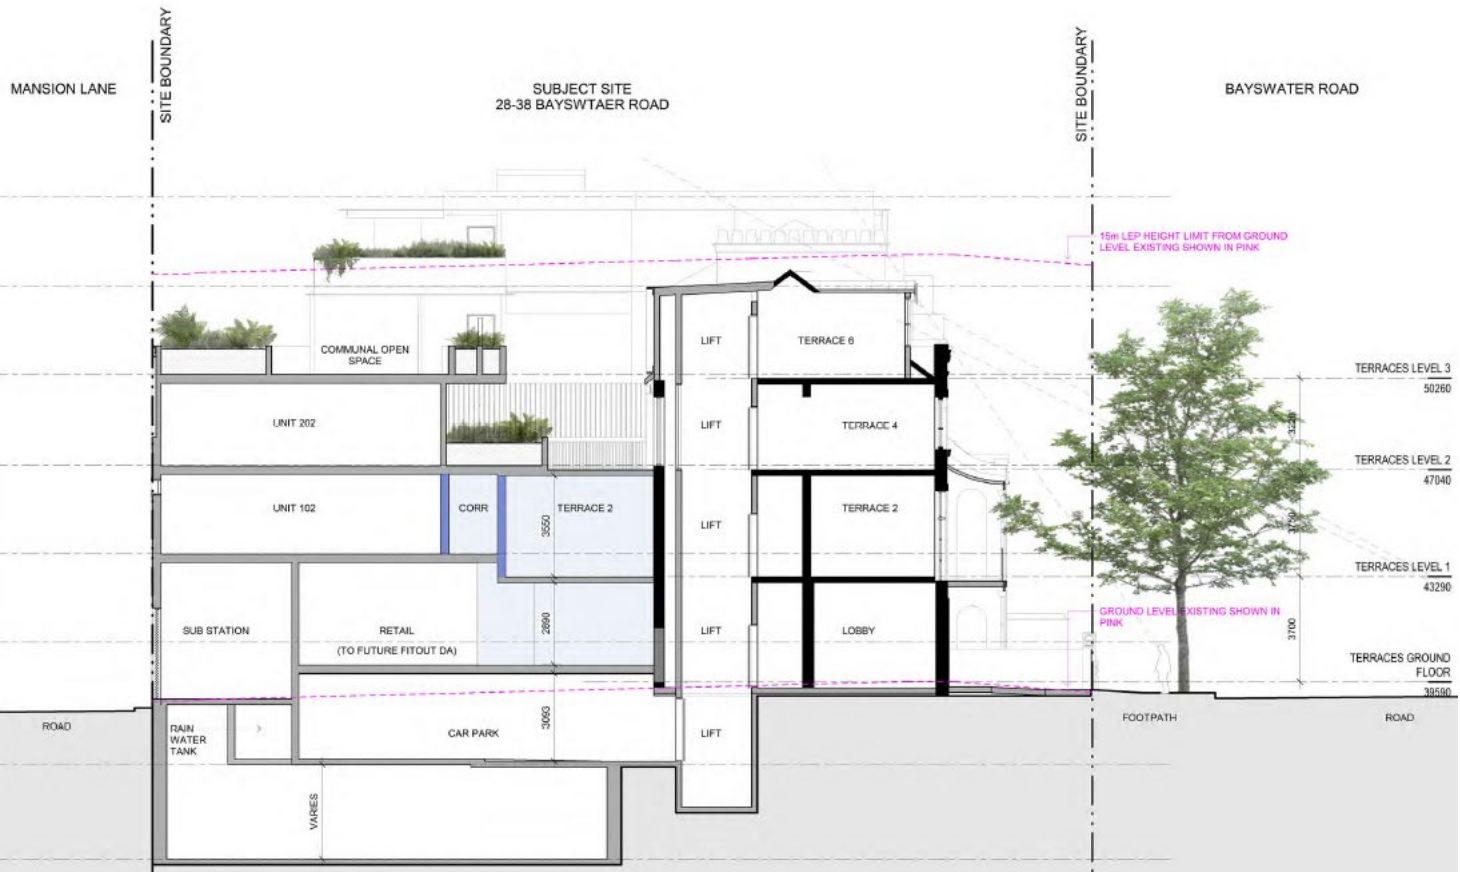 MANSION LANE
SITE BOUNDARY
SUBJECT SITE
28-38 BAYSWTAER ROAD
SITE BOUNDARY
BAYSWATER ROAD
15m LEP HEIGHT LIMIT FROM GROUND
LEVEL EXISTING SHOWN IN PINK
COMMUNAL OPEN
SPACE
LIFT
TERRACE 6
TERRACES LEVEL 3
50260
UNIT 202
LIFT
TERRACE 4
3220
TERRACES LEVEL 2
47040
UNIT 102
CORR
TERRACE 2
3550
LIFT
TERRACE 2
3750
TERRACES LEVEL 1
43290
GROUND LEVEL EXISTING SHOWN IN
PINK
SUB STATION
RETAIL
(TO FUTURE FITOUT DA)
2890
LIFT
LOBBY
3700
TERRACES GROUND
FLOOR
39590
ROAD
RAIN
WATER
TANK
CAR PARK
3093
LIFT
FOOTPATH
ROAD
VARIES